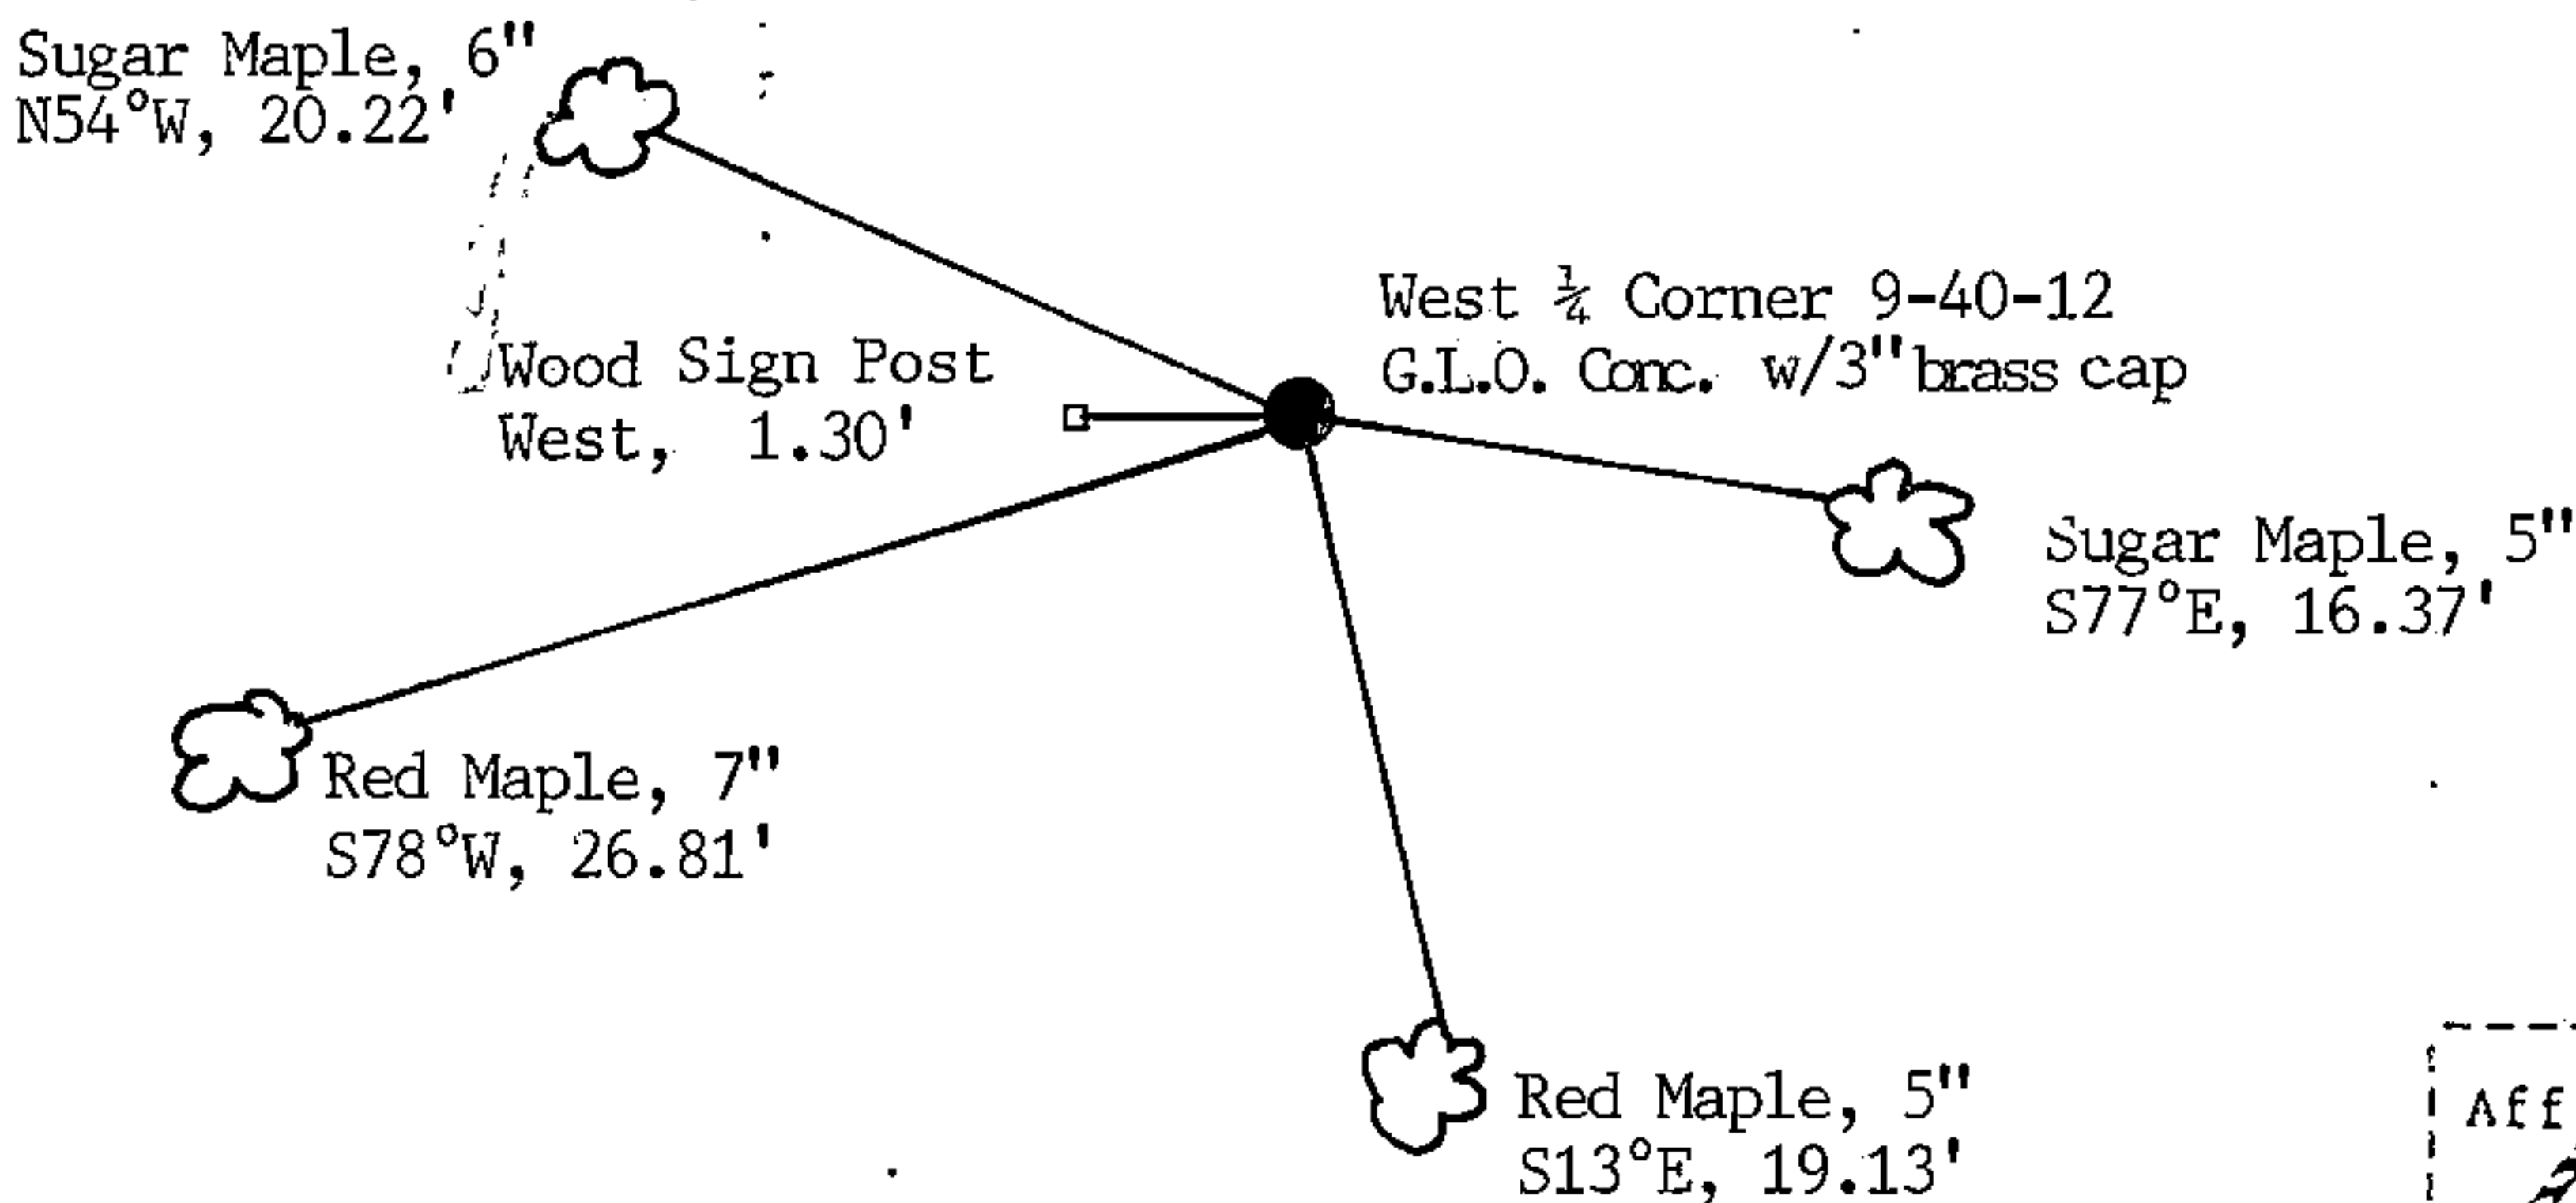 Sugar Maple, 6"
N54°W, 20.22'
West ¼ Corner 9-40-12
G.L.O. Conc. w/3" brass cap
Wood Sign Post
West, 1.30'
Sugar Maple, 5"
S77°E, 16.37'
Red Maple, 7"
S78°W, 26.81'
Red Maple, 5"
S13°E, 19.13'
Aff